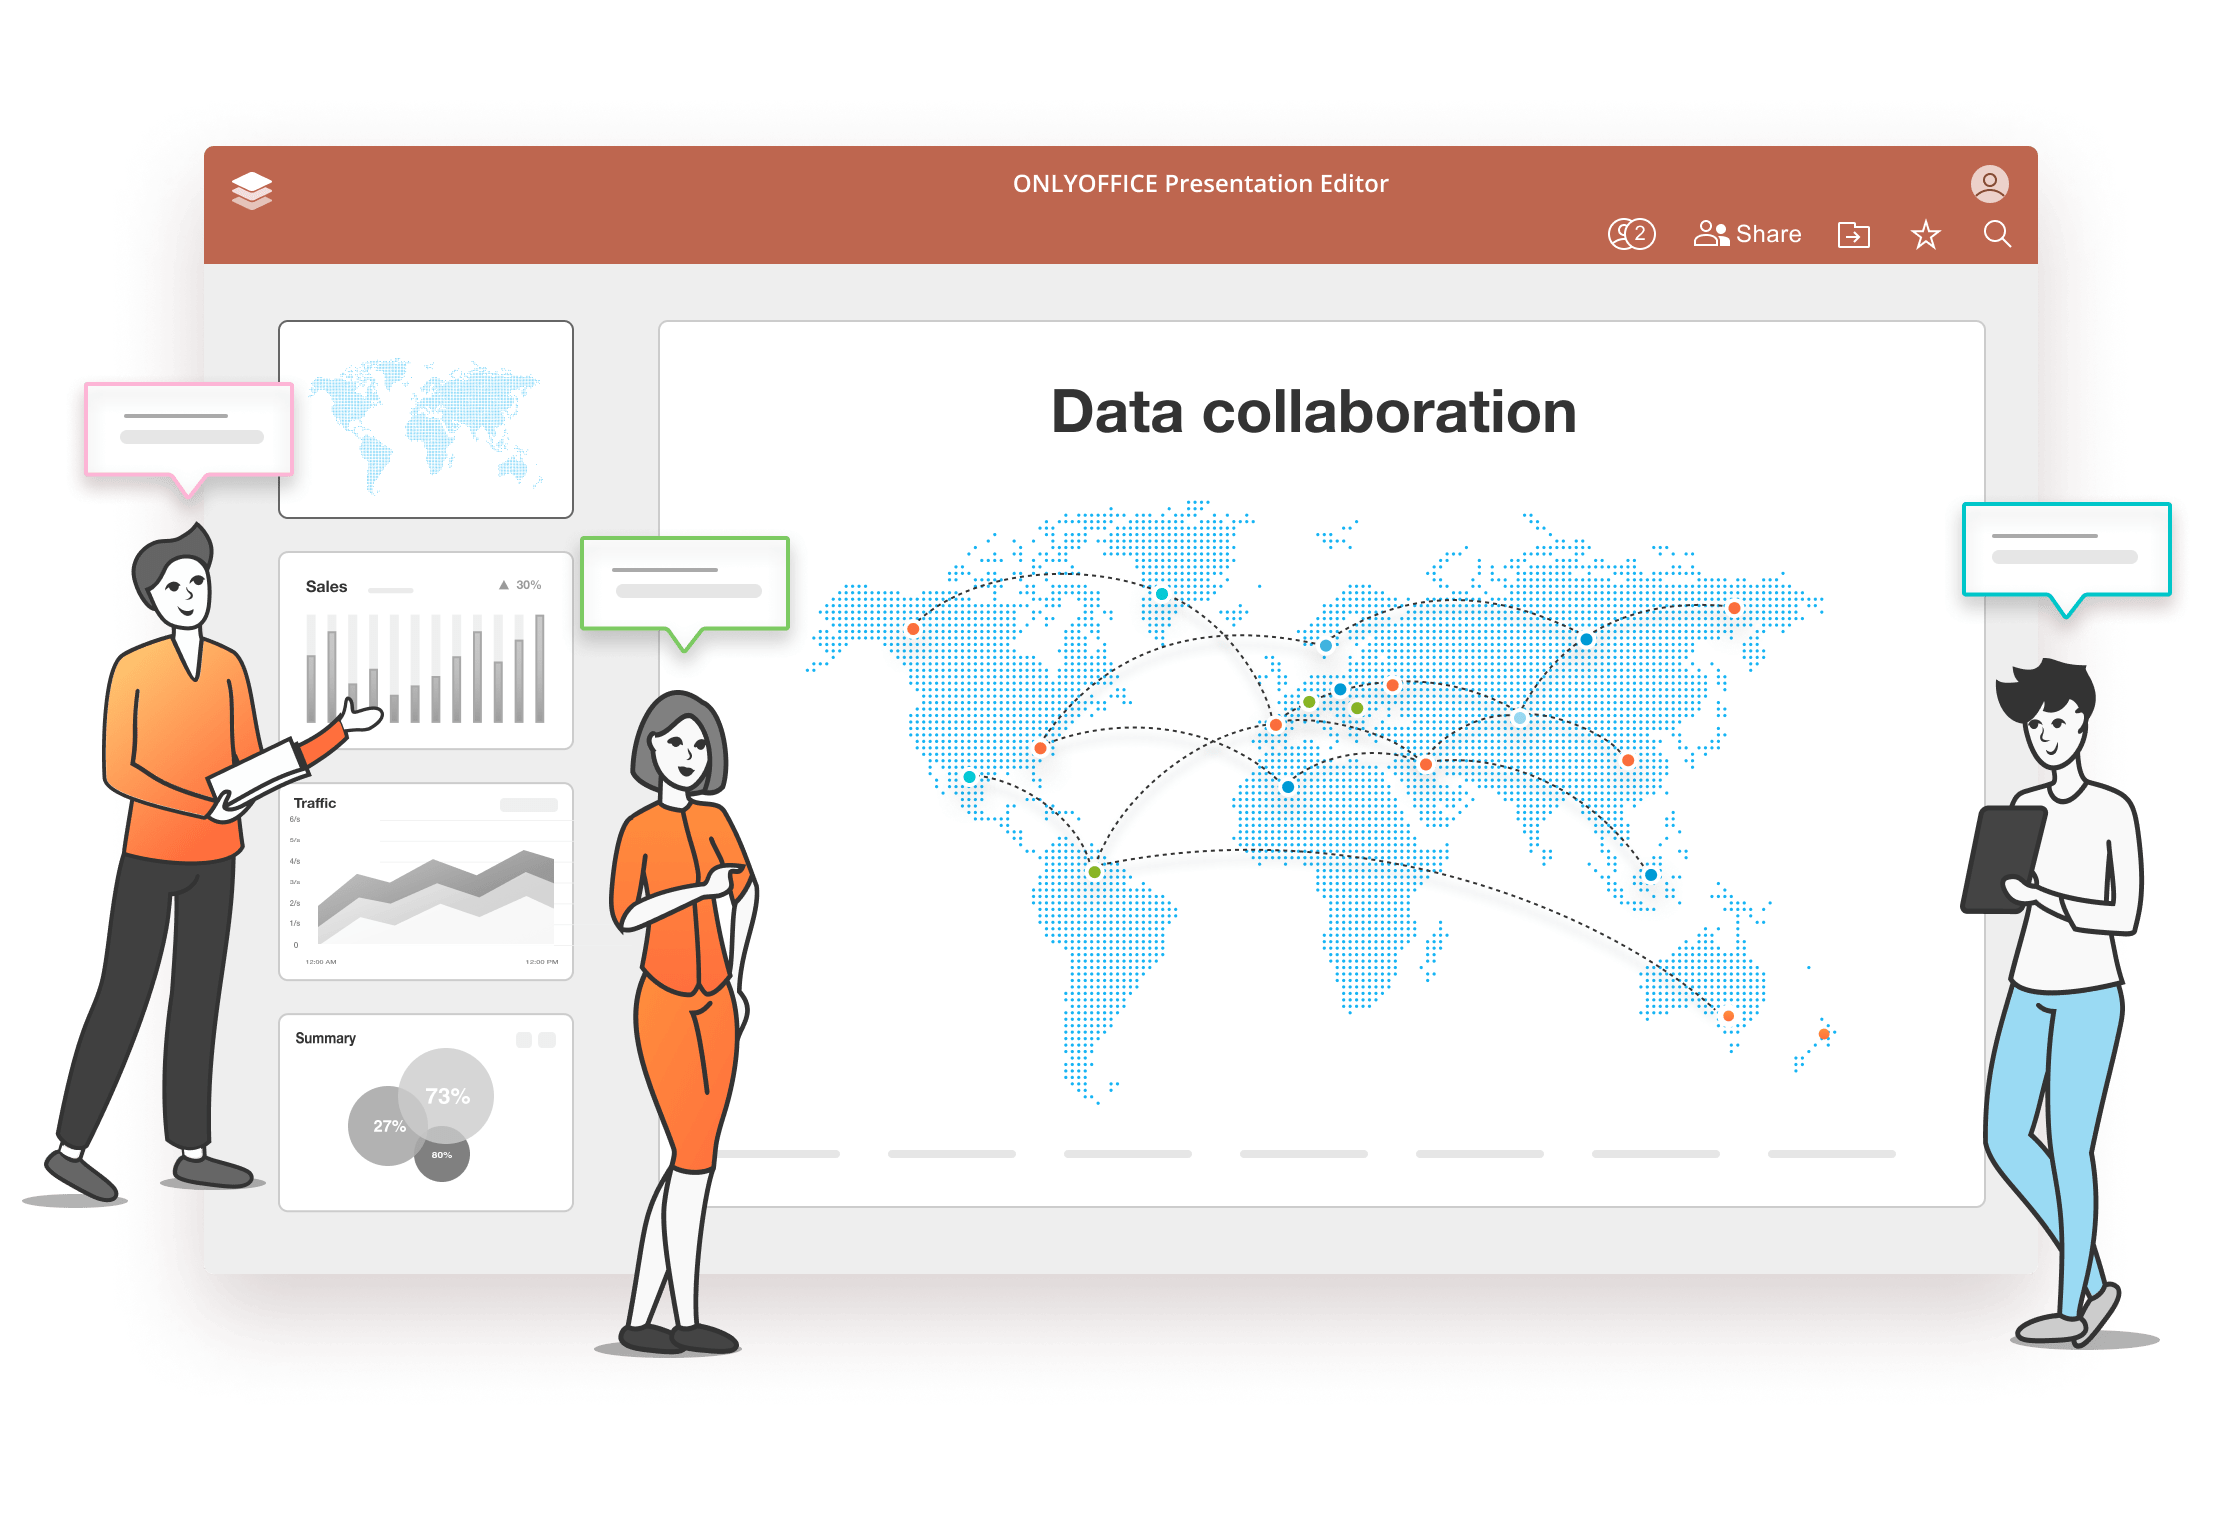 ONLYOFFICE Presentation Editor
2
Share
Data collaboration
Sales
30%
Traffic
6/s
5/s
4/s
3/s
2/s
1/s
0
12:00 AM
12:00 PM
Summary
73%
27%
80%